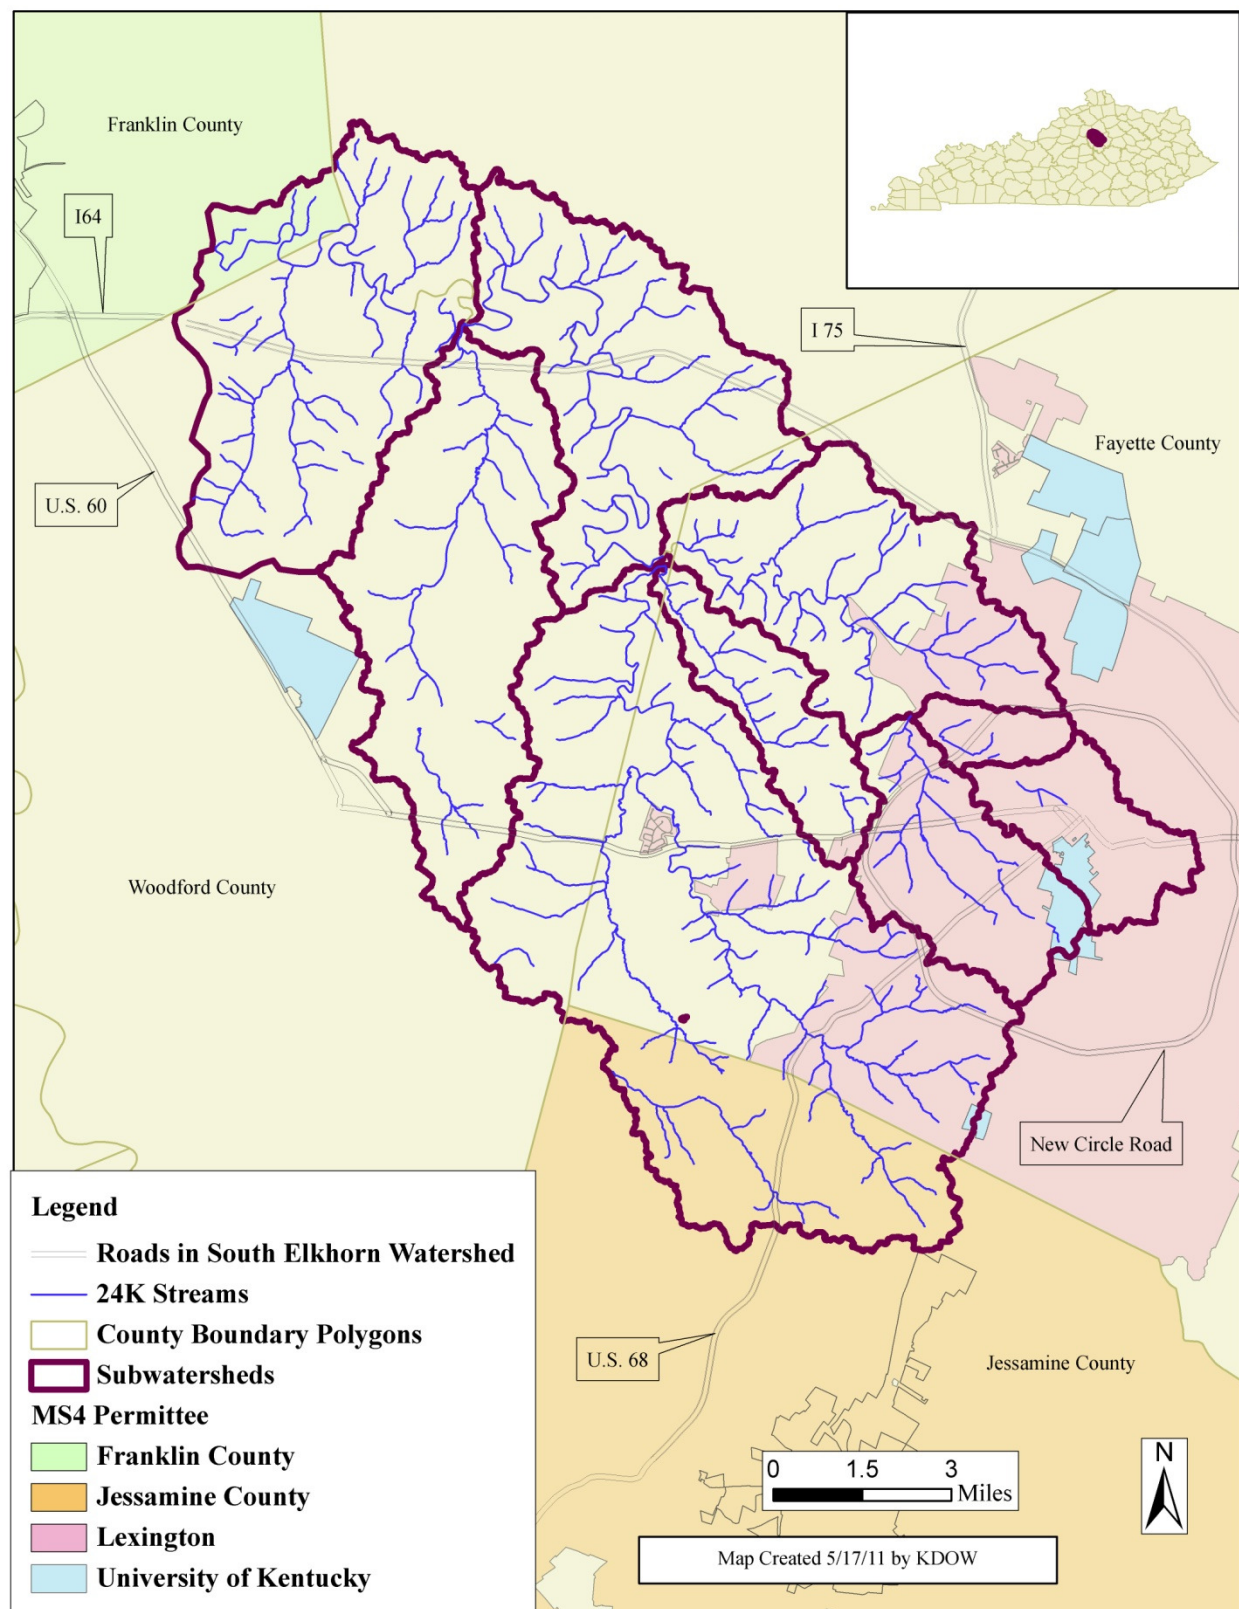 Franklin County
I64
I 75
Fayette County
U.S. 60
Woodford County
New Circle Road
Legend
Roads in South Elkhorn Watershed
24K Streams
County Boundary Polygons
Subwatersheds
MS4 Permittee
Franklin County
Jessamine County
Lexington
University of Kentucky
U.S. 68
Jessamine County
0 1.5 3
Miles
N
Map Created 5/17/11 by KDOW